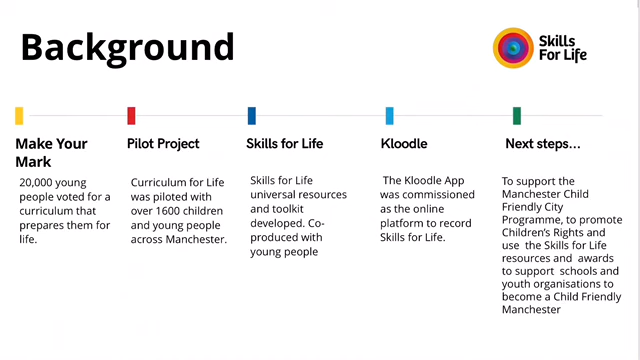 Background
Skills
For Life
Make Your
Mark
20,000 young
people voted for a
curriculum that
prepares them for
life.
Pilot Project
Curriculum for Life
was piloted with
over 1600 children
and young people
across Manchester.
Skills for Life
Skills for Life
universal resources
and toolkit
developed. Co-
produced with
young people
Kloodle
The Kloodle App
was commissioned
as the online
platform to record
Skills for Life.
Next steps...
To support the
Manchester Child
Friendly City
Programme, to promote
Children's Rights and
use the Skills for Life
resources and awards
to support schools and
youth organisations to
become a Child Friendly
Manchester